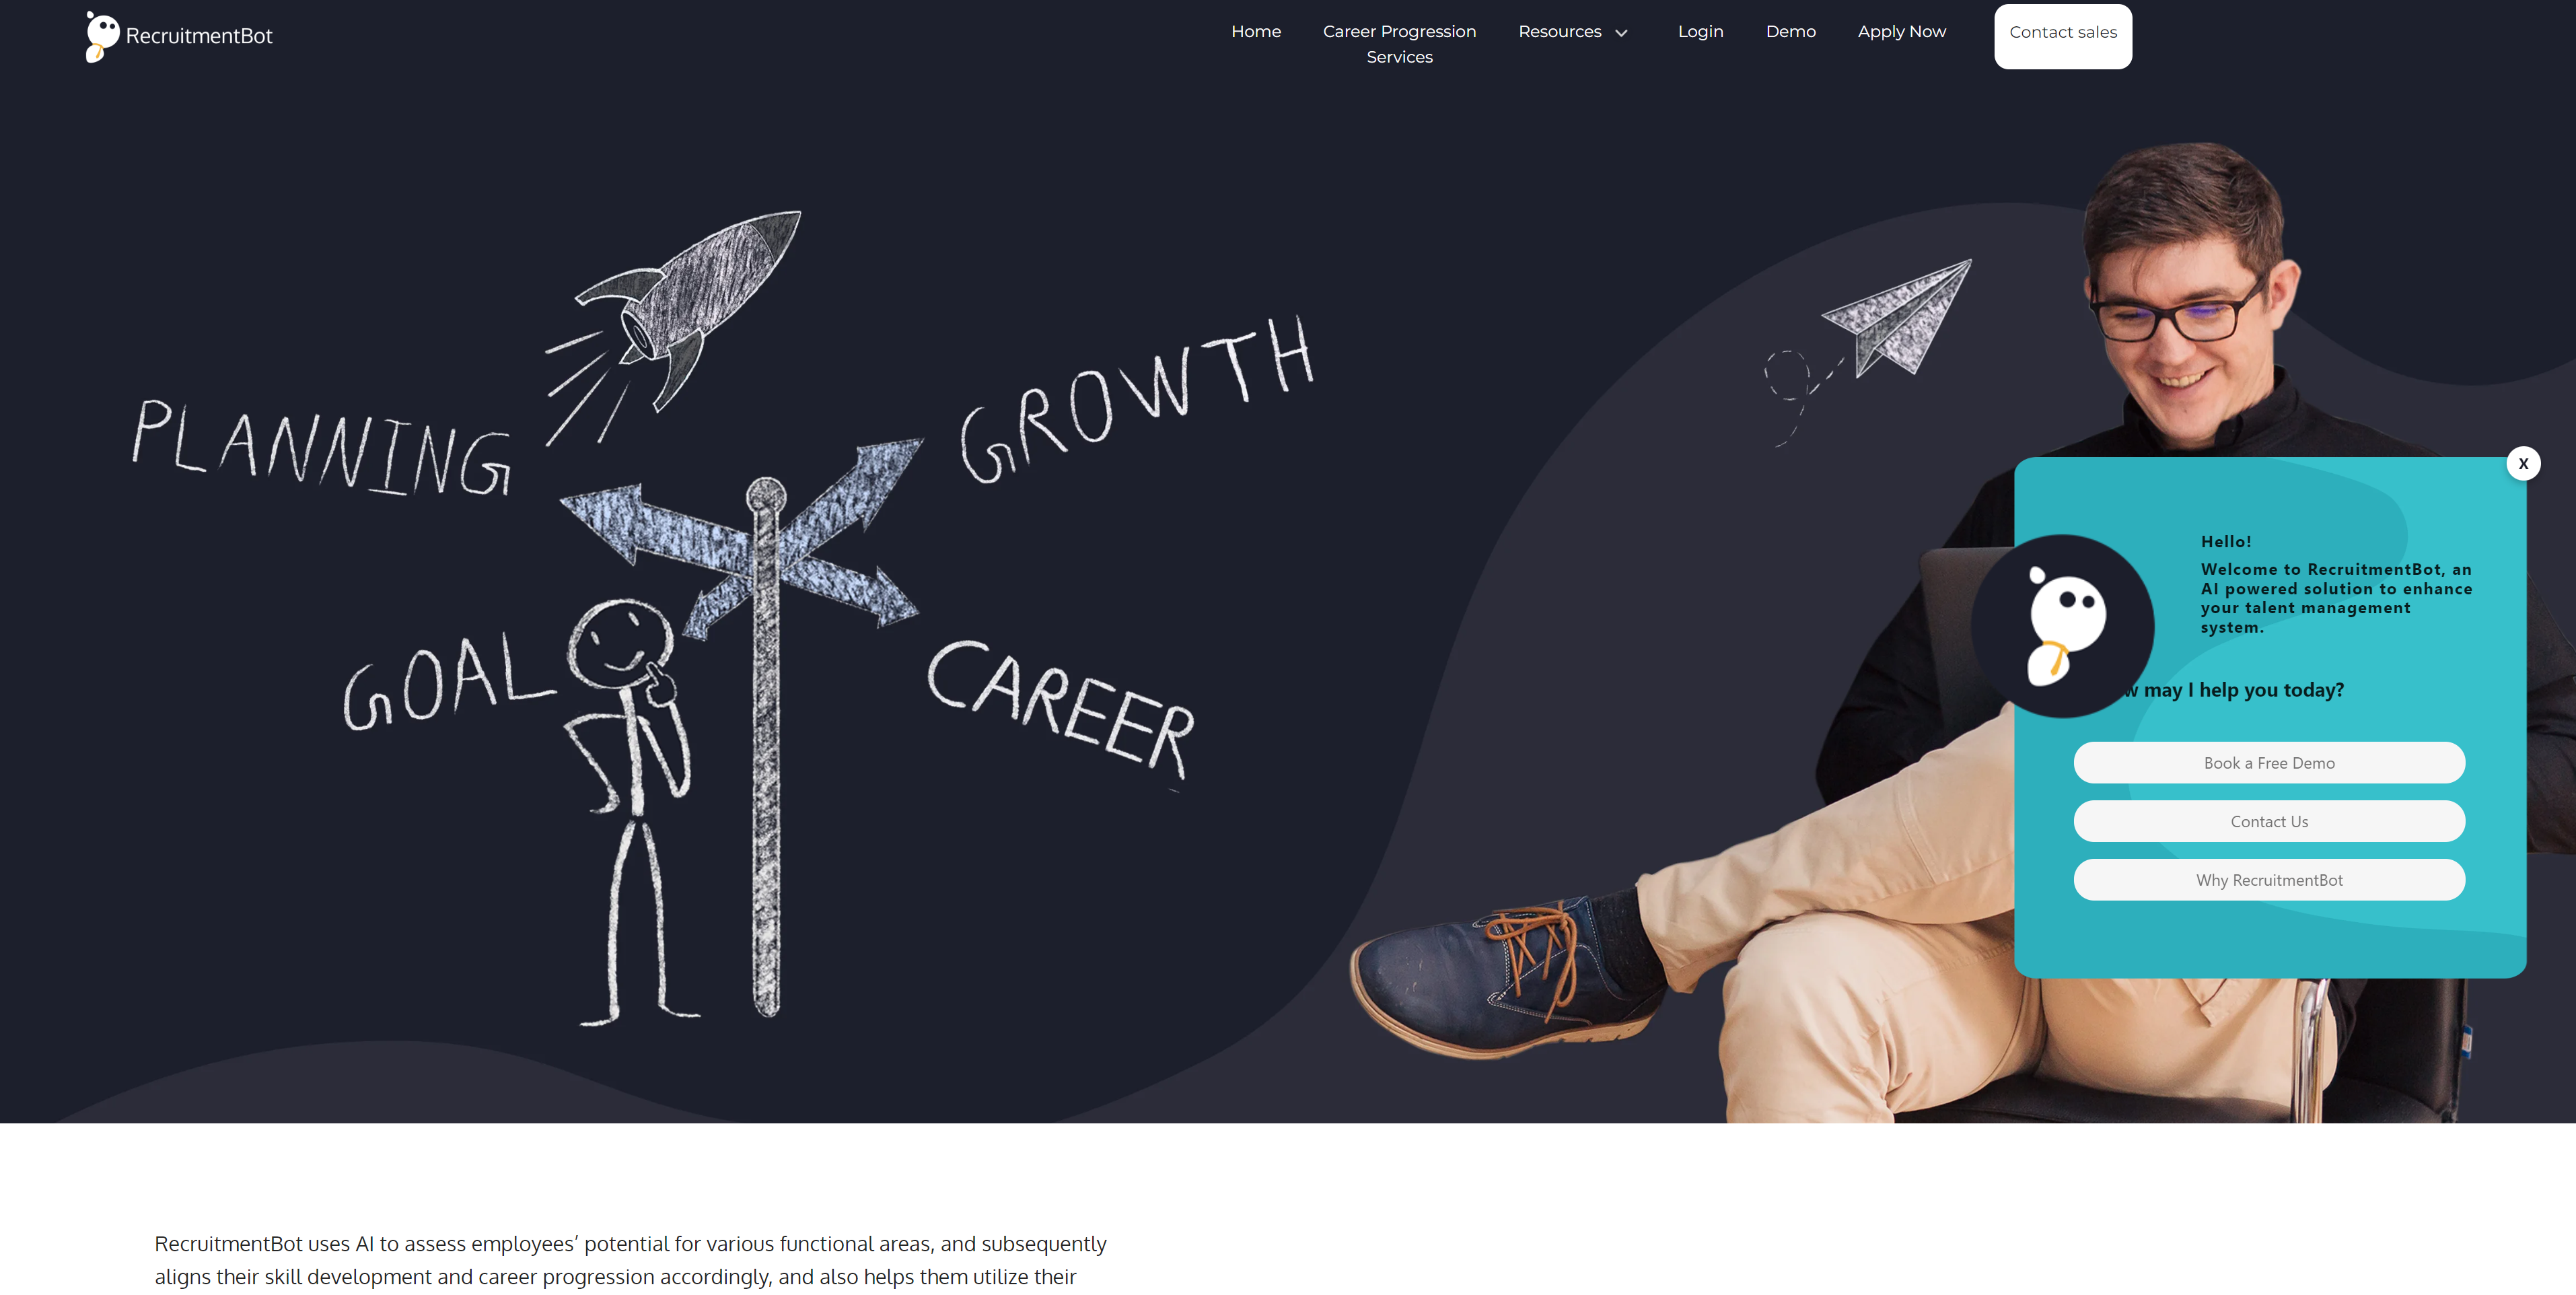 RecruitmentBot
Home
Career Progression
Services
Resources
Login
Demo
Apply Now
Contact sales
PLANNING
GROWTH
GOAL
CAREER
X
Hello!
Welcome to RecruitmentBot, an
AI powered solution to enhance
your talent management
system.
may I help you today?
Book a Free Demo
Contact Us
Why RecruitmentBot
RecruitmentBot uses AI to assess employees’ potential for various functional areas, and subsequently
aligns their skill development and career progression accordingly, and also helps them utilize their